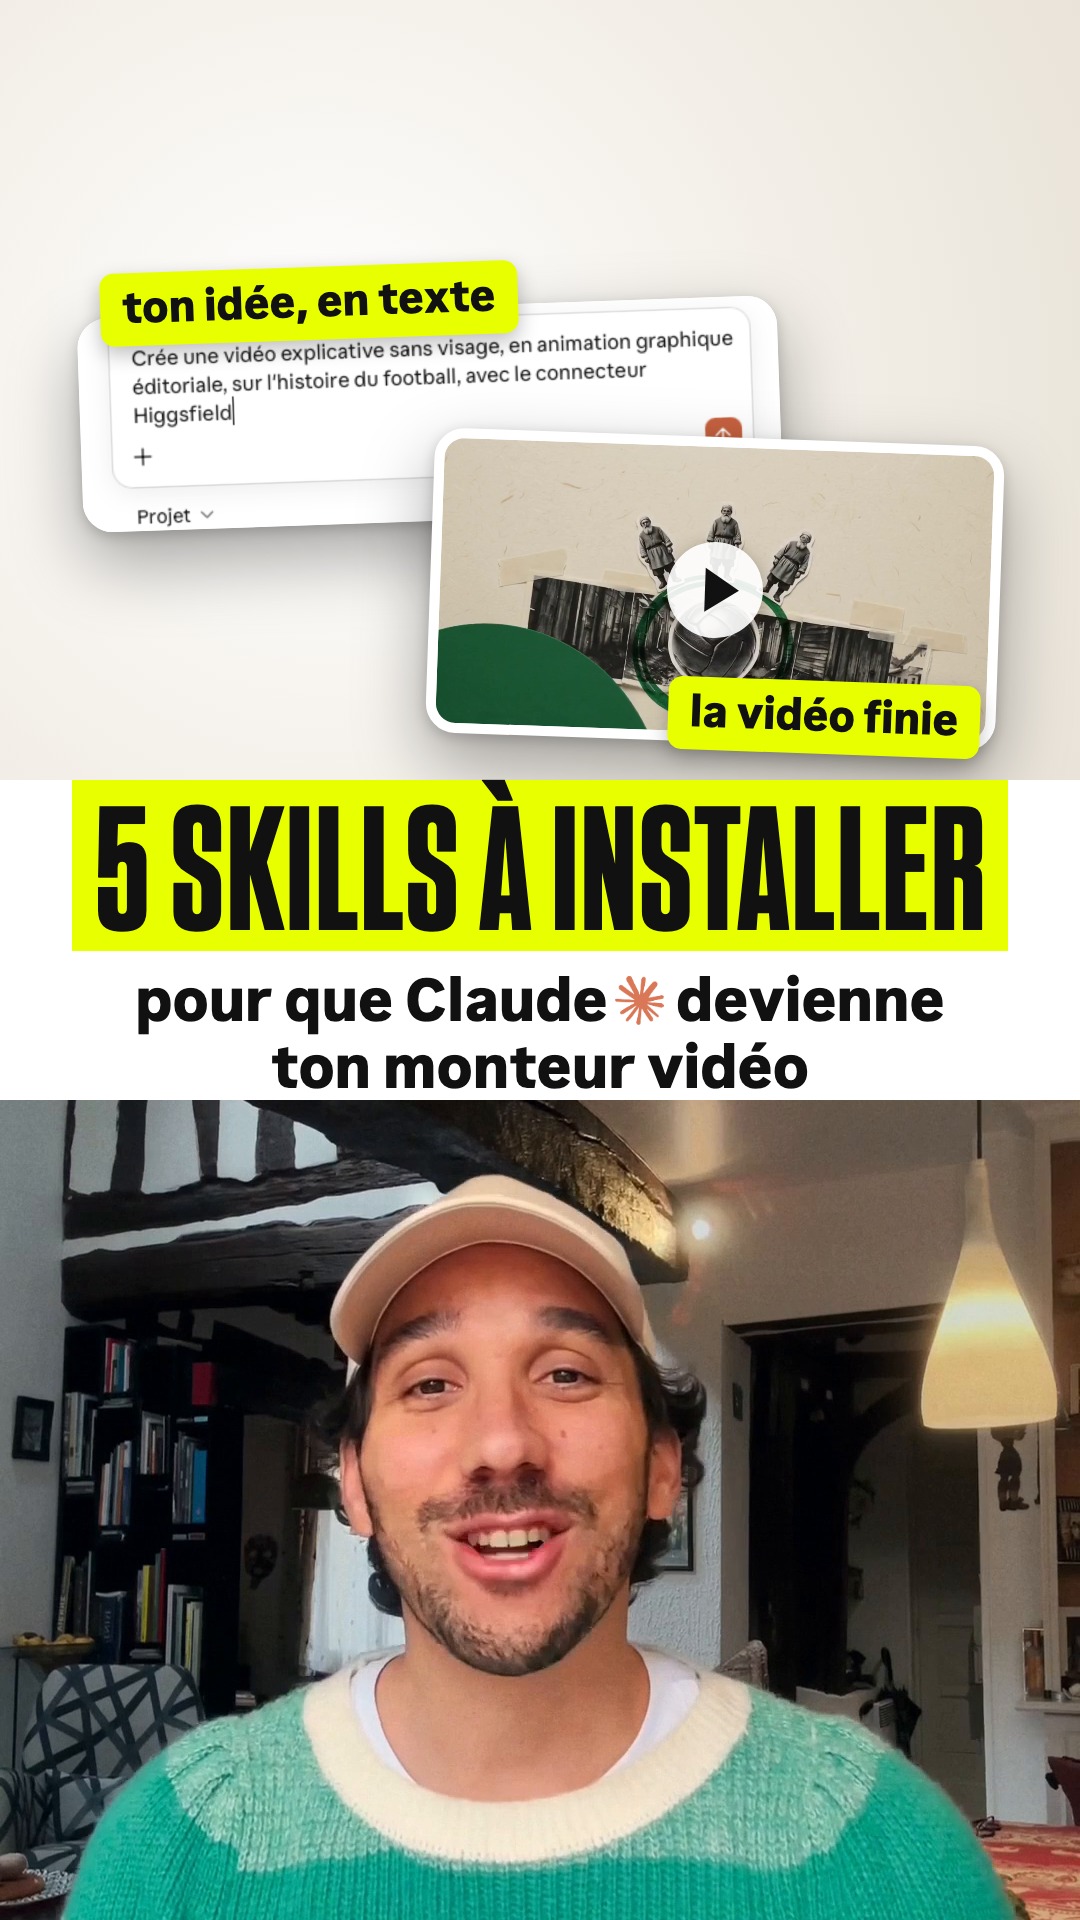 ton idée, en texte
Crée une vidéo explicative sans visage, en animation graphique
éditoriale, sur l'histoire du football, avec le connecteur
Higgsfield
Projet
la vidéo finie
5 SKILLS À INSTALLER
pour que Claude devienne
ton monteur vidéo